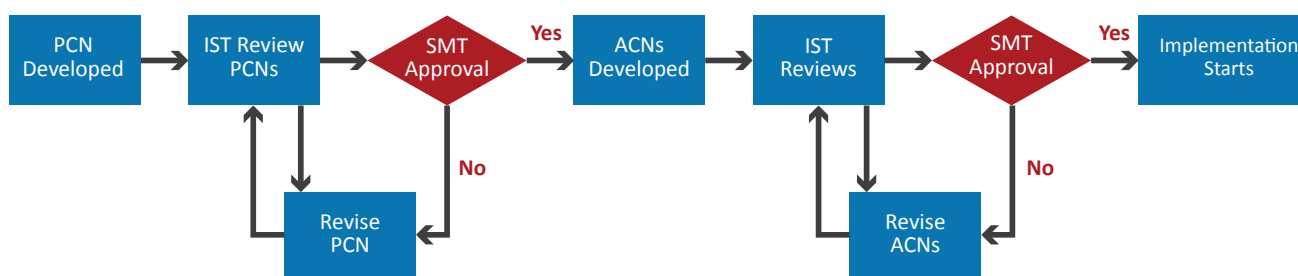 PCN
Developed
IST Review
PCNs
SMT
Approval
Yes
No
Revise
PCN
ACNs
Developed
IST
Reviews
SMT
Approval
Yes
No
Revise
ACNs
Implementation
Starts